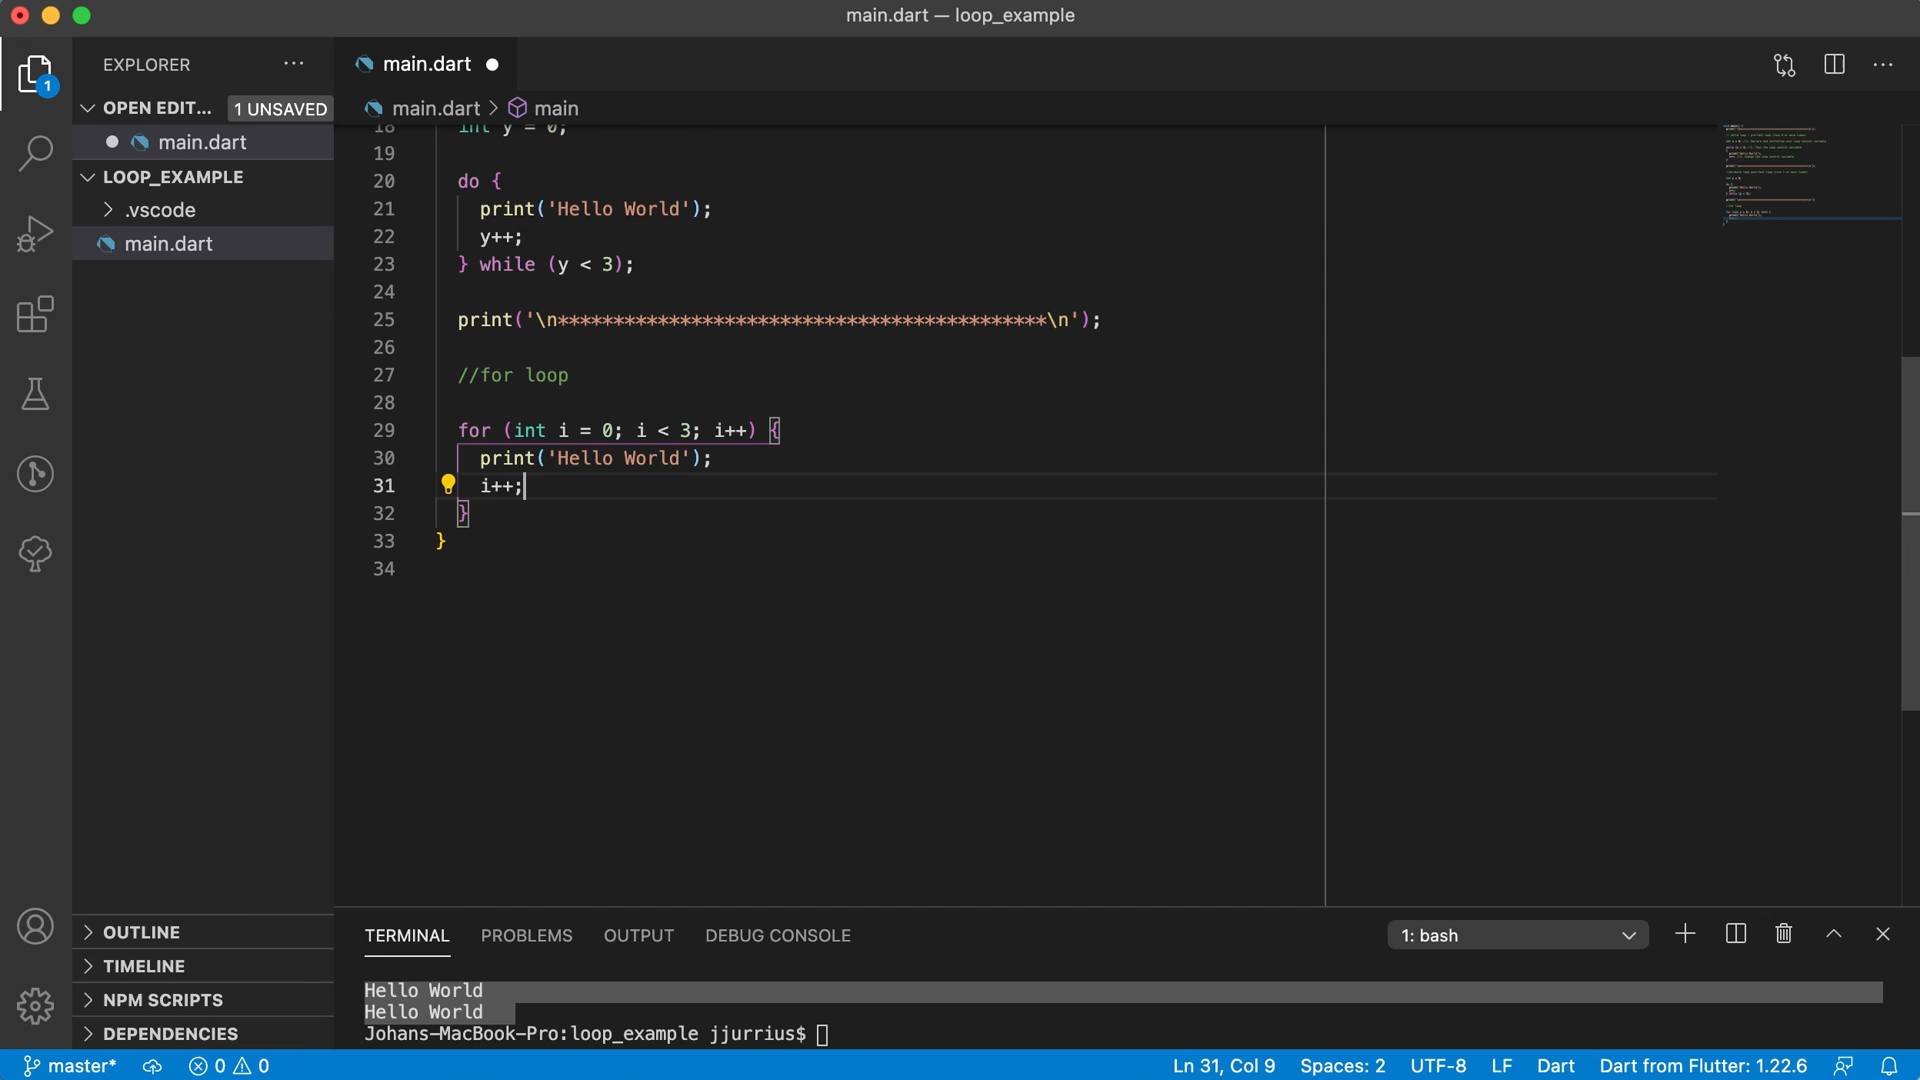 main.dart — loop_example
EXPLORER
main.dart
1
OPEN EDIT... 1 UNSAVED
main.dart > main
main.dart
LOOP_EXAMPLE
.vscode
main.dart
18 int y = 0;
19
20 do {
21 print('Hello World');
22 y++;
23 } while (y < 3);
24
25 print('\n********************************************\n');
26
27 //for loop
28
29 for (int i = 0; i < 3; i++) {
30 print('Hello World');
31 i++;
32 }
33 }
34
OUTLINE
TIMELINE
NPM SCRIPTS
DEPENDENCIES
TERMINAL PROBLEMS OUTPUT DEBUG CONSOLE 1: bash
Hello World
Hello World
Johans-MacBook-Pro:loop_example jjurrius$
master* 0 0 Ln 31, Col 9 Spaces: 2 UTF-8 LF Dart Dart from Flutter: 1.22.6